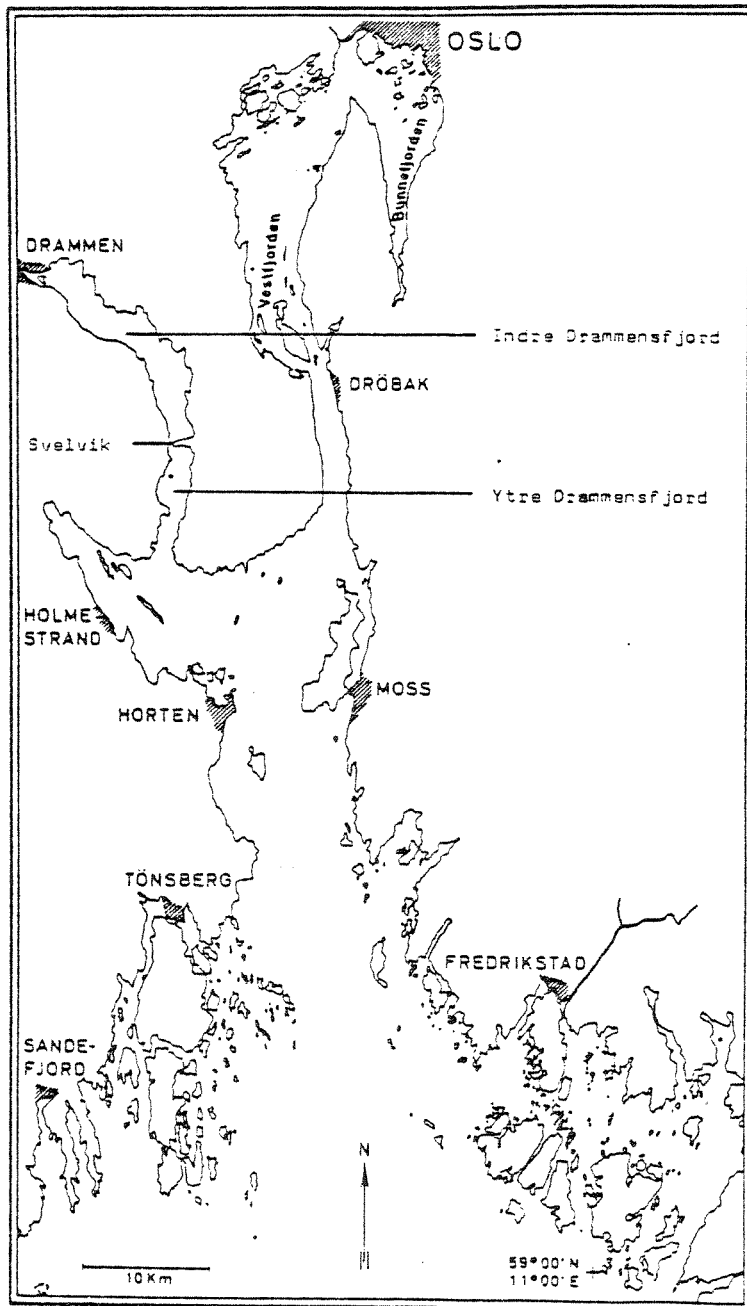 OSLO
Bunnefjorden
Vestfjorden
DRAMMEN
Indre Drammensfjord
DRÖBAK
Svelvik
Ytre Drammensfjord
HOLME
STRAND
MOSS
HORTEN
TÖNSBERG
FREDRIKSTAD
SANDE-
FJORD
N
10 Km
59°00'N
11°00'E